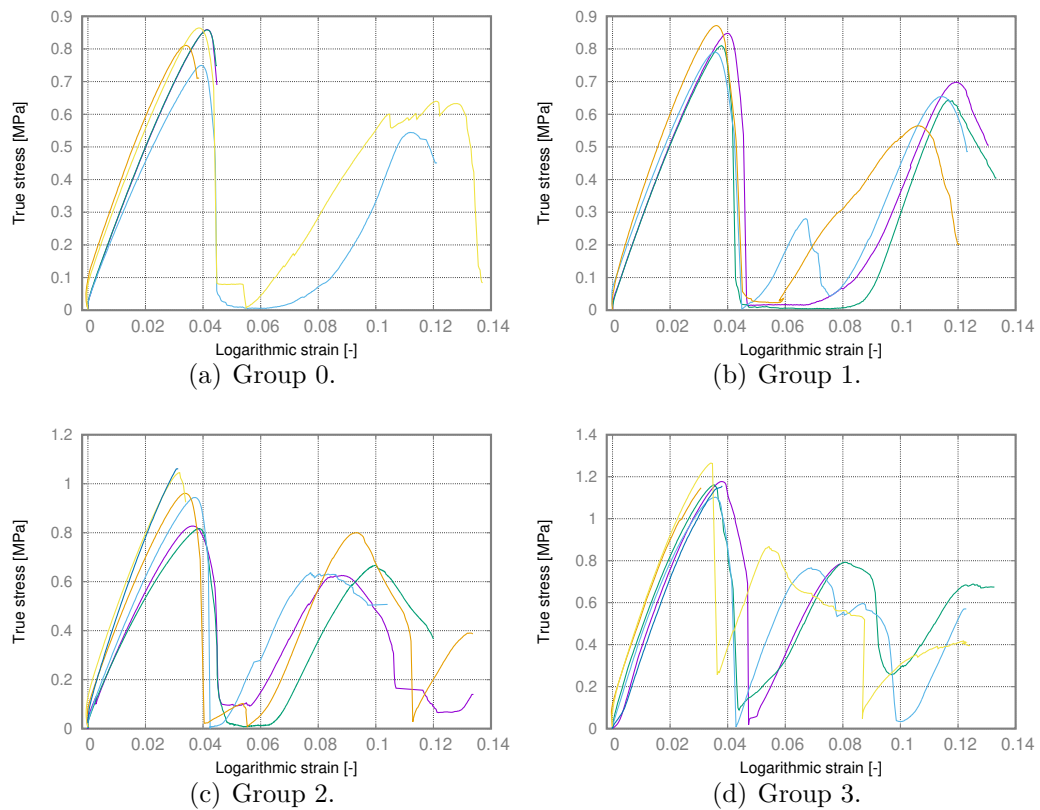 0.9
0.8
0.7
0.6
0.5
0.4
0.3
0.2
0.1
0
True stress [MPa]
0 0.02 0.04 0.06 0.08 0.1 0.12 0.14
Logarithmic strain [-]
(a) Group 0.
0.9
0.8
0.7
0.6
0.5
0.4
0.3
0.2
0.1
0
True stress [MPa]
0 0.02 0.04 0.06 0.08 0.1 0.12 0.14
Logarithmic strain [-]
(b) Group 1.
1.2
1
0.8
0.6
0.4
0.2
0
True stress [MPa]
0 0.02 0.04 0.06 0.08 0.1 0.12 0.14
Logarithmic strain [-]
(c) Group 2.
1.4
1.2
1
0.8
0.6
0.4
0.2
0
True stress [MPa]
0 0.02 0.04 0.06 0.08 0.1 0.12 0.14
Logarithmic strain [-]
(d) Group 3.